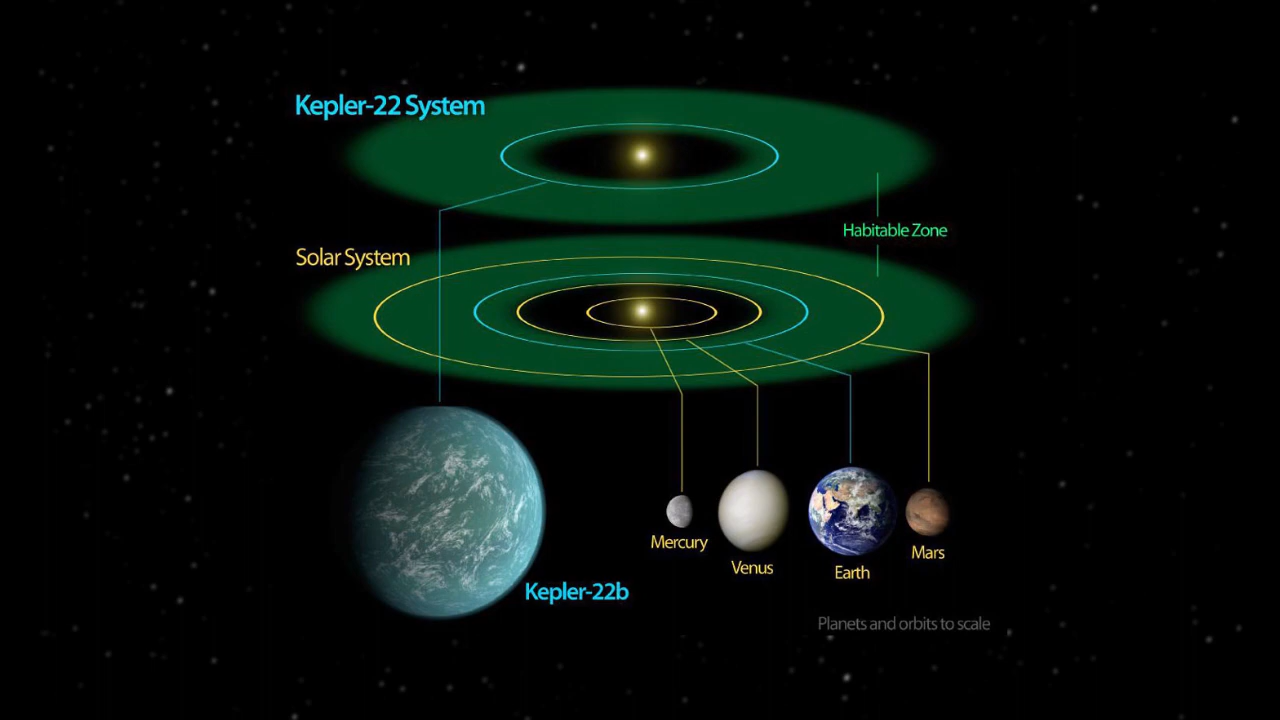 Kepler-22 System
Habitable Zone
Solar System
Kepler-22b
Mercury
Venus
Earth
Mars
Planets and orbits to scale